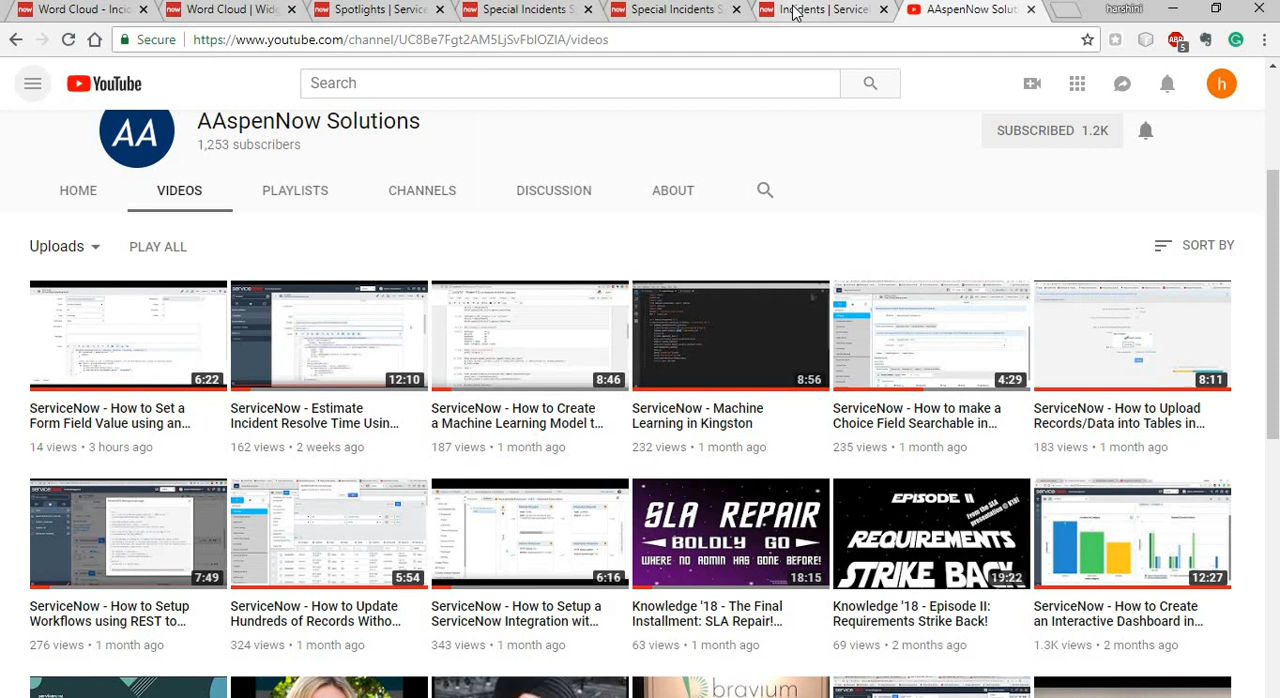 Word Cloud - Incid
Word Cloud | Wid
Spotlights | Service
Special Incidents S
Special Incidents S
Incidents | Service
AAspenNow Soluti
harshini
Secure
https://www.youtube.com/channel/UC8Be7Fgt2AM5LjSvFbIOZIA/videos
ABP
5
YouTube
Search
h
AA
AAspenNow Solutions
1,253 subscribers
SUBSCRIBED 1.2K
HOME
VIDEOS
PLAYLISTS
CHANNELS
DISCUSSION
ABOUT
Uploads
PLAY ALL
SORT BY
8:22
12:10
8:46
8:56
4:29
8:11
ServiceNow - How to Set a
Form Field Value using an...
14 views • 3 hours ago
ServiceNow - Estimate
Incident Resolve Time Usin...
162 views • 2 weeks ago
ServiceNow - How to Create
a Machine Learning Model t...
187 views • 1 month ago
ServiceNow - Machine
Learning in Kingston
232 views • 1 month ago
ServiceNow - How to make a
Choice Field Searchable in...
235 views • 1 month ago
ServiceNow - How to Upload
Records/Data into Tables in...
183 views • 1 month ago
7:49
5:54
6:16
SLA REPAIR
BOLDLY GO
WHERE NO
HAS GONE BEFORE!
18:15
EPISODE II
REQUIREMENTS
STRIKE BACK
19:22
12:27
ServiceNow - How to Setup
Workflows using REST to...
276 views • 1 month ago
ServiceNow - How to Update
Hundreds of Records Witho...
324 views • 1 month ago
ServiceNow - How to Setup a
ServiceNow Integration wit...
343 views • 1 month ago
Knowledge '18 - The Final
Installment: SLA Repair!...
63 views • 1 month ago
Knowledge '18 - Episode II:
Requirements Strike Back!
69 views • 2 months ago
ServiceNow - How to Create
an Interactive Dashboard in...
1.3K views • 2 months ago
bravium